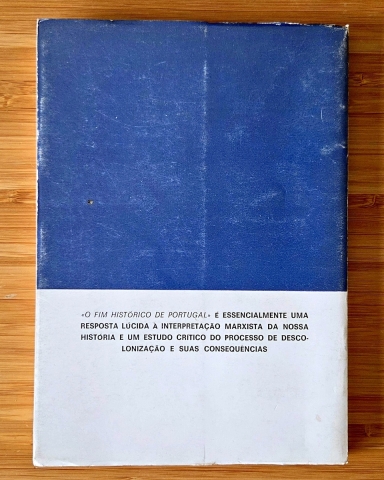 «O FIM HISTÓRICO DE PORTUGAL» É ESSENCIALMENTE UMA
RESPOSTA LÚCIDA À INTERPRETAÇÃO MARXISTA DA NOSSA
HISTÓRIA E UM ESTUDO CRÍTICO DO PROCESSO DE DESCO-
LONIZAÇÃO E SUAS CONSEQUÊNCIAS